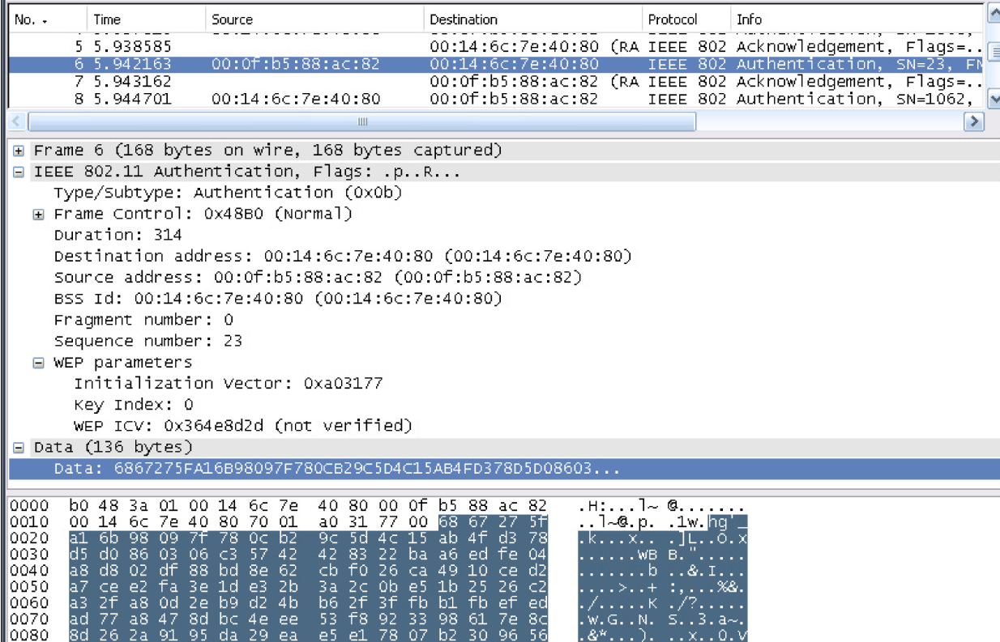 No. Time Source Destination Protocol Info
5 5.938585 00:14:6c:7e:40:80 (RA IEEE 802 Acknowledgement, Flags=..
6 5.942163 00:0f:b5:88:ac:82 00:14:6c:7e:40:80 IEEE 802 Authentication, SN=23, FN
7 5.943162 00:0f:b5:88:ac:82 (RA IEEE 802 Acknowledgement, Flags=..
8 5.944701 00:14:6c:7e:40:80 00:0f:b5:88:ac:82 IEEE 802 Authentication, SN=1062,
Frame 6 (168 bytes on wire, 168 bytes captured)
IEEE 802.11 Authentication, Flags: .p..R...
Type/Subtype: Authentication (0x0b)
Frame Control: 0x48B0 (Normal)
Duration: 314
Destination address: 00:14:6c:7e:40:80 (00:14:6c:7e:40:80)
Source address: 00:0f:b5:88:ac:82 (00:0f:b5:88:ac:82)
BSS Id: 00:14:6c:7e:40:80 (00:14:6c:7e:40:80)
Fragment number: 0
Sequence number: 23
WEP parameters
Initialization Vector: 0xa03177
Key Index: 0
WEP ICV: 0x364e8d2d (not verified)
Data (136 bytes)
Data: 6867275FA16B98097F780CB29C5D4C15AB4FD378D5D08603...
0000 b0 48 3a 01 00 14 6c 7e 40 80 00 0f b5 88 ac 82 .H:...l~ @.......
0010 00 14 6c 7e 40 80 70 01 a0 31 77 00 68 67 27 5f ..l~@.p. .1w.hg'_
0020 a1 6b 98 09 7f 78 0c b2 9c 5d 4c 15 ab 4f d3 78 .k...x.. .]L..O.x
0030 d5 d0 86 03 06 c3 57 42 42 83 22 ba a6 ed fe 04 ......WB B.".....
0040 a8 d8 02 df 88 bd 8e 62 cb f0 26 ca 49 10 ce d2 .......b ..&.I...
0050 a7 ce e2 fa 3e 1d e3 2b 3a 2c 0b e5 1b 25 26 c2 ....>..+ :,...%&.
0060 a3 2f a8 0d 2e b9 d2 4b b6 2f 3f fb b1 fb ef ed ./.....K ./?.....
0070 ad 77 a8 47 8d bc 4e ee 53 f8 92 33 98 61 7e 8c .w.G..N. S..3.a~.
0080 8d 26 2a 91 95 da 29 ea e5 e1 78 07 b2 30 96 56 .&*...). ..x..0.V